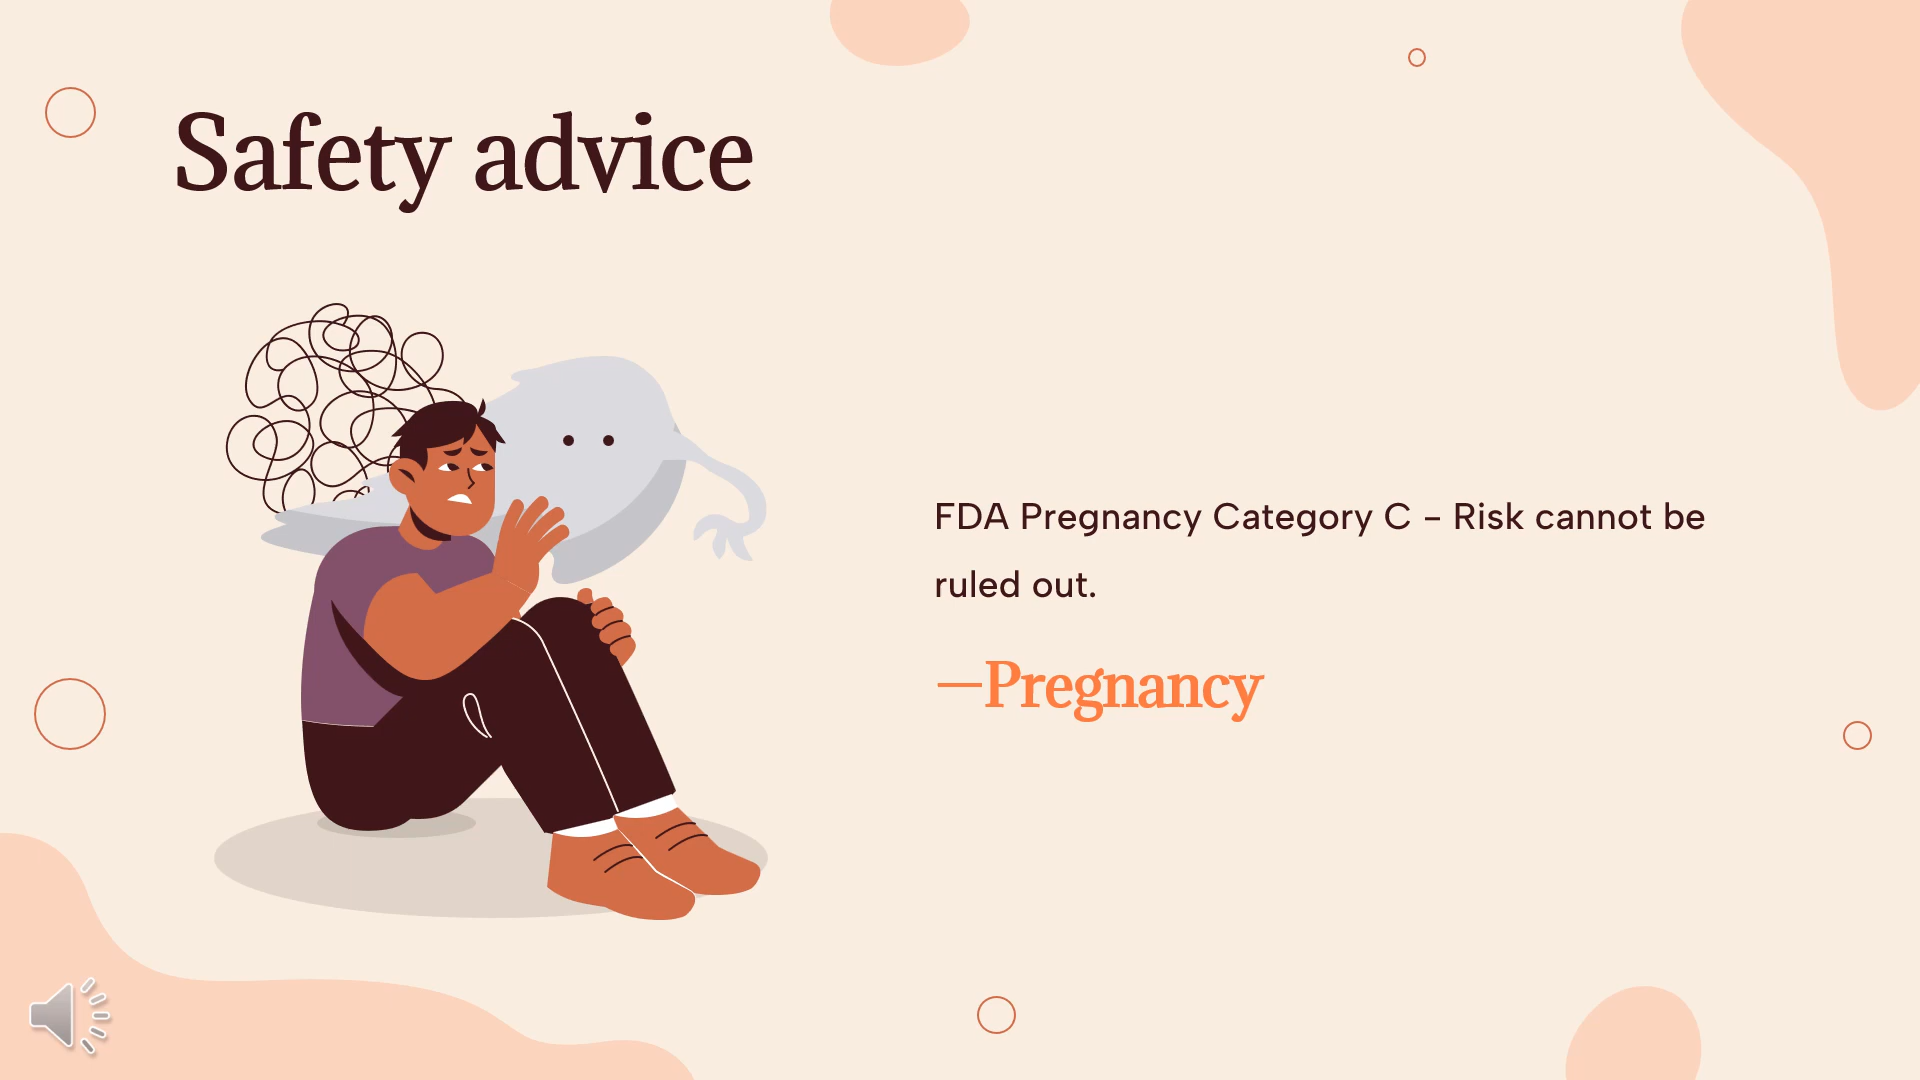 Safety advice
FDA Pregnancy Category C – Risk cannot be
ruled out.
—Pregnancy